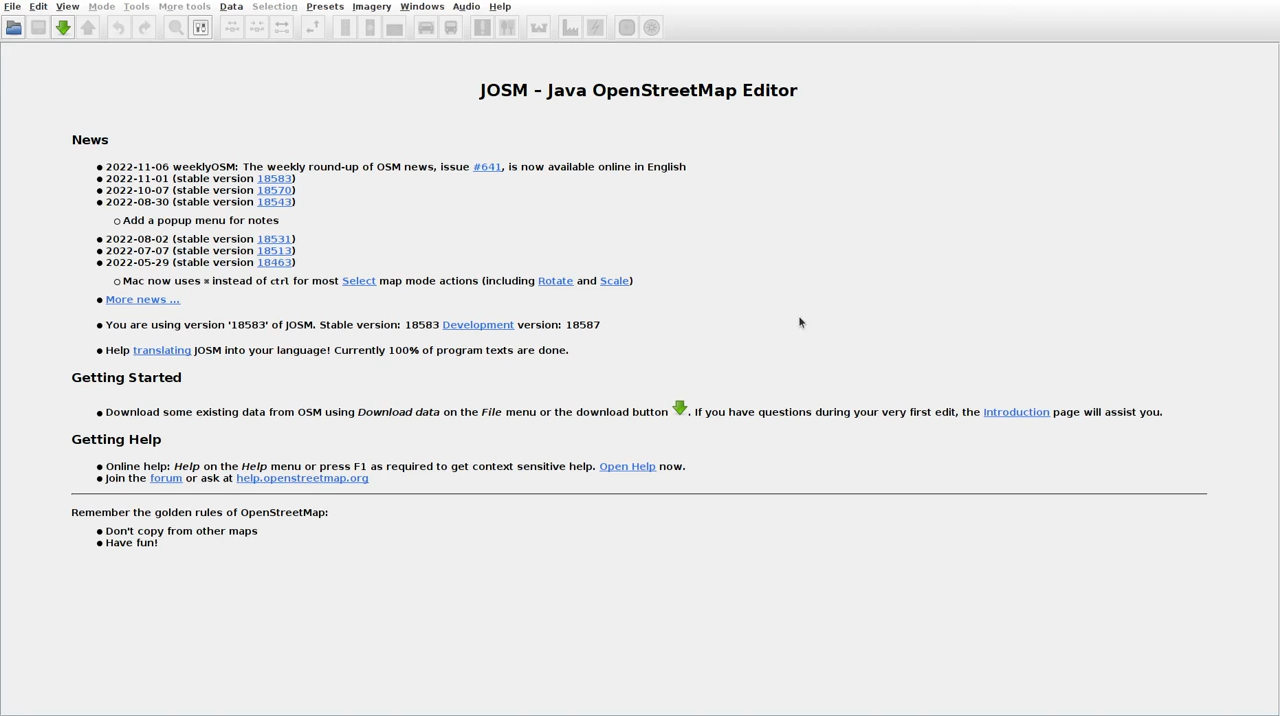 File Edit View Mode Tools More tools Data Selection Presets Imagery Windows Audio Help
JOSM – Java OpenStreetMap Editor
News
2022-11-06 weeklyOSM: The weekly round-up of OSM news, issue #641, is now available online in English
2022-11-01 (stable version 18583)
2022-10-07 (stable version 18570)
2022-08-30 (stable version 18543)
Add a popup menu for notes
2022-08-02 (stable version 18531)
2022-07-07 (stable version 18513)
2022-05-29 (stable version 18463)
Mac now uses ⌘ instead of ctrl for most Select map mode actions (including Rotate and Scale)
More news ...
You are using version '18583' of JOSM. Stable version: 18583 Development version: 18587
Help translating JOSM into your language! Currently 100% of program texts are done.
Getting Started
Download some existing data from OSM using Download data on the File menu or the download button . If you have questions during your very first edit, the Introduction page will assist you.
Getting Help
Online help: Help on the Help menu or press F1 as required to get context sensitive help. Open Help now.
Join the forum or ask at help.openstreetmap.org
Remember the golden rules of OpenStreetMap:
Don't copy from other maps
Have fun!